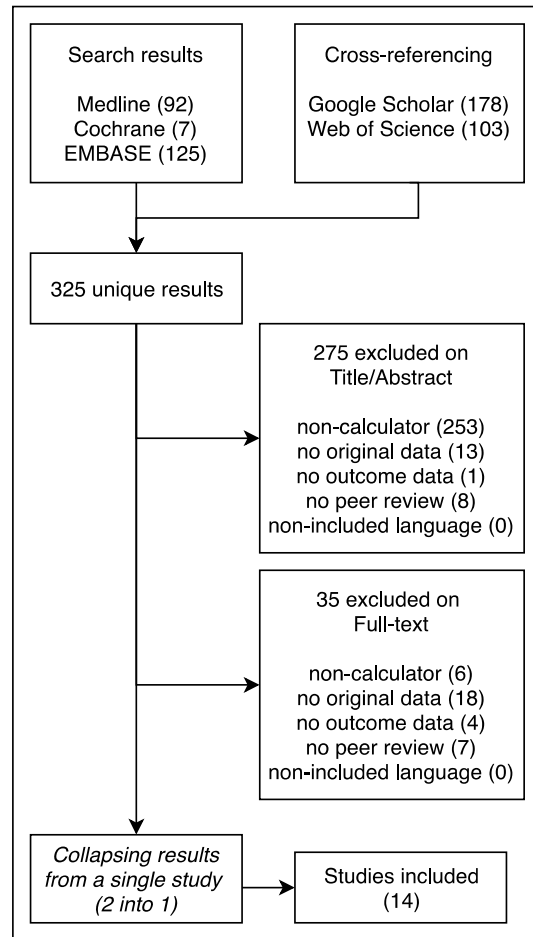 Search results
Medline (92)
Cochrane (7)
EMBASE (125)
Cross-referencing
Google Scholar (178)
Web of Science (103)
325 unique results
275 excluded on
Title/Abstract
non-calculator (253)
no original data (13)
no outcome data (1)
no peer review (8)
non-included language (0)
35 excluded on
Full-text
non-calculator (6)
no original data (18)
no outcome data (4)
no peer review (7)
non-included language (0)
Collapsing results
from a single study
(2 into 1)
Studies included
(14)